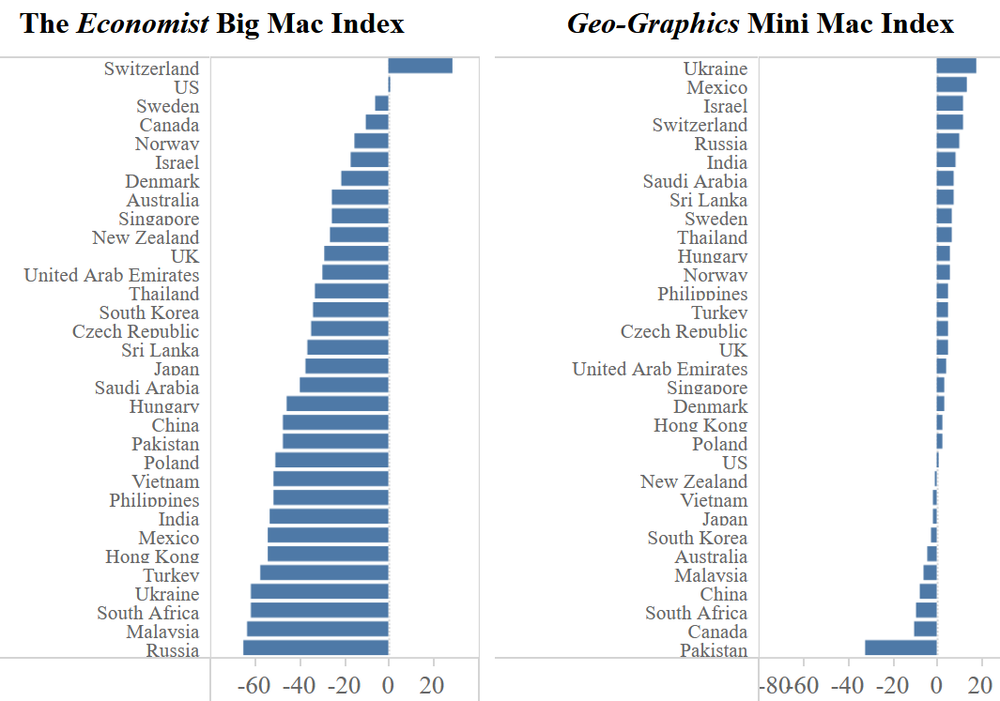 The Economist Big Mac Index
Switzerland
US
Sweden
Canada
Norway
Israel
Denmark
Australia
Singapore
New Zealand
UK
United Arab Emirates
Thailand
South Korea
Czech Republic
Sri Lanka
Japan
Saudi Arabia
Hungary
China
Pakistan
Poland
Vietnam
Philippines
India
Mexico
Hong Kong
Turkey
Ukraine
South Africa
Malaysia
Russia
-60 -40 -20 0 20
Geo-Graphics Mini Mac Index
Ukraine
Mexico
Israel
Switzerland
Russia
India
Saudi Arabia
Sri Lanka
Sweden
Thailand
Hungary
Norway
Philippines
Turkey
Czech Republic
UK
United Arab Emirates
Singapore
Denmark
Hong Kong
Poland
US
New Zealand
Vietnam
Japan
South Korea
Australia
Malaysia
China
South Africa
Canada
Pakistan
-80 -60 -40 -20 0 20